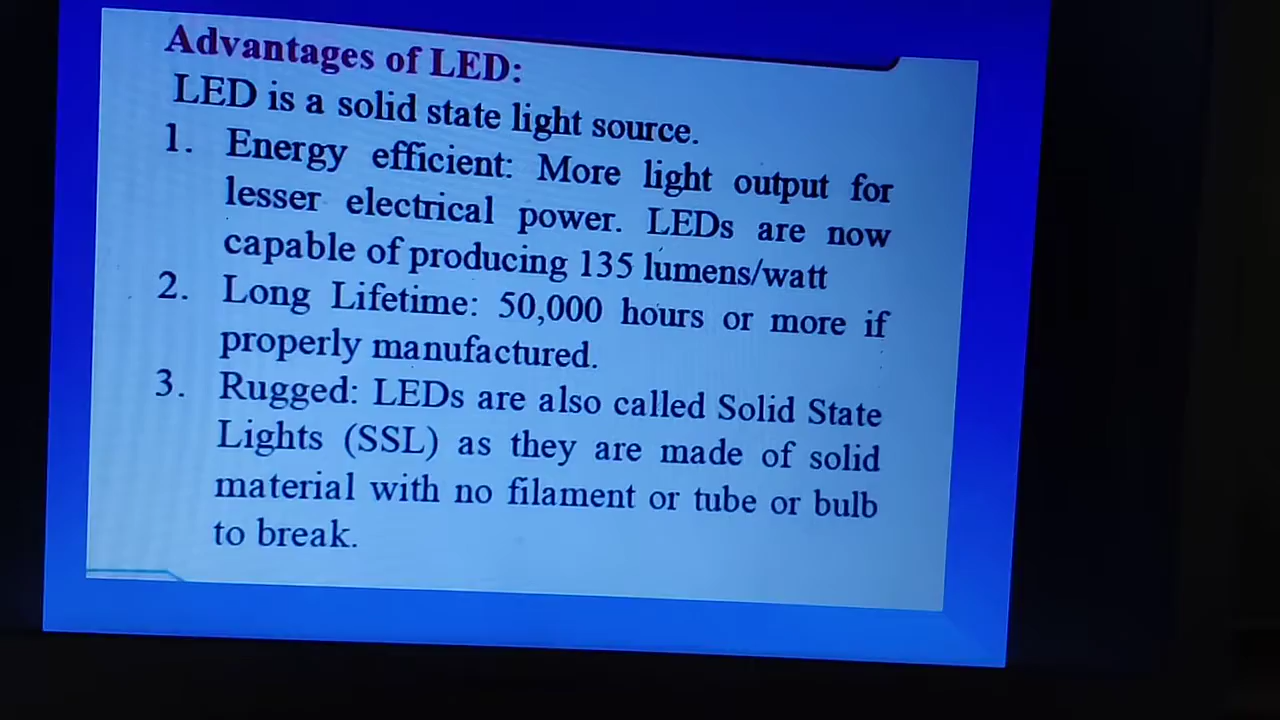 Advantages of LED:
LED is a solid state light source.
1. Energy efficient: More light output for
lesser electrical power. LEDs are now
capable of producing 135 lumens/watt
2. Long Lifetime: 50,000 hours or more if
properly manufactured.
3. Rugged: LEDs are also called Solid State
Lights (SSL) as they are made of solid
material with no filament or tube or bulb
to break.